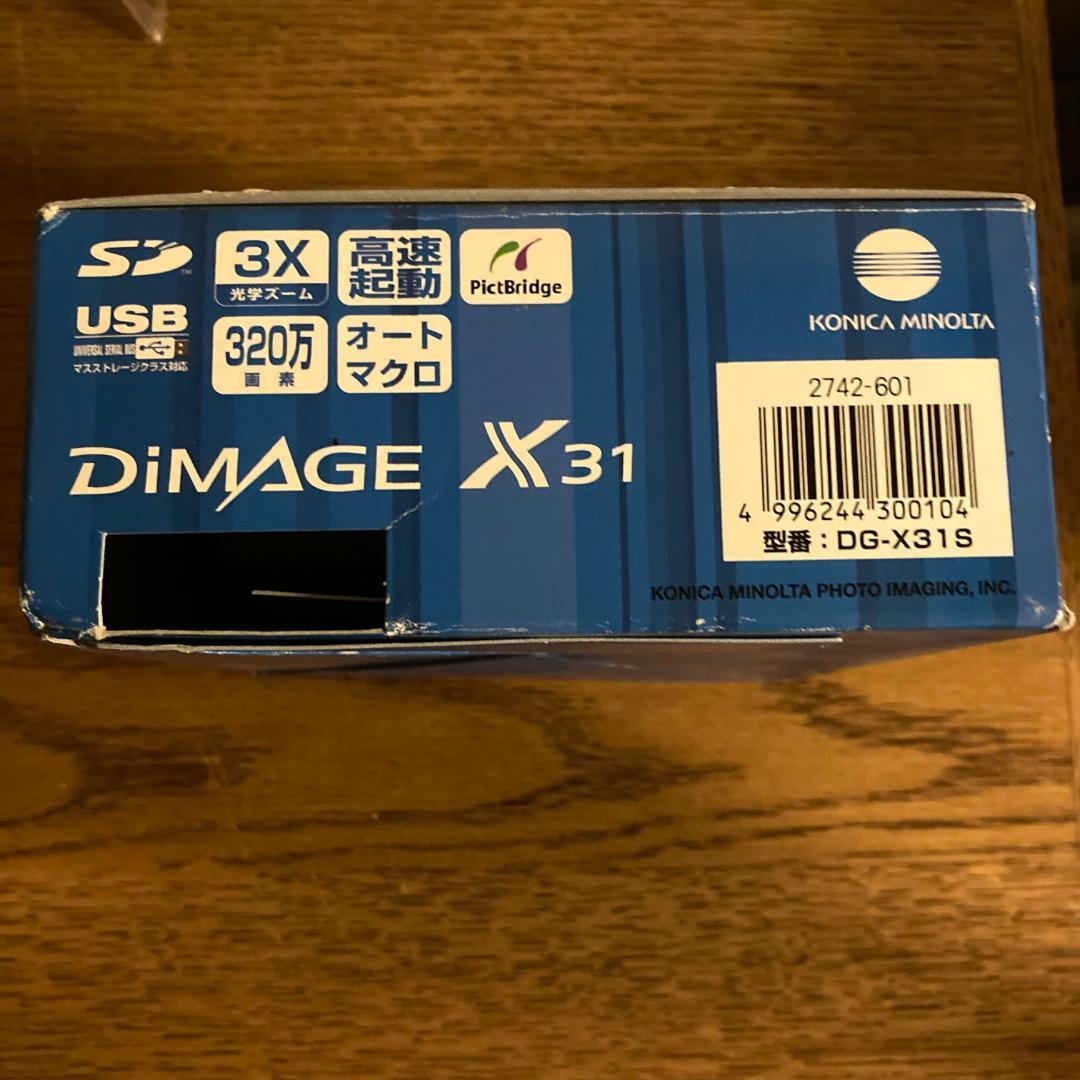 SD™
USB
UNIVERSAL SERIAL BUS
マスストレージクラス対応
3X
光学ズーム
高速
起動
PictBridge
320万
画素
オート
マクロ
DiMAGE X31
KONICA MINOLTA
2742-601
4 996244 300104
型番：DG-X31S
KONICA MINOLTA PHOTO IMAGING, INC.